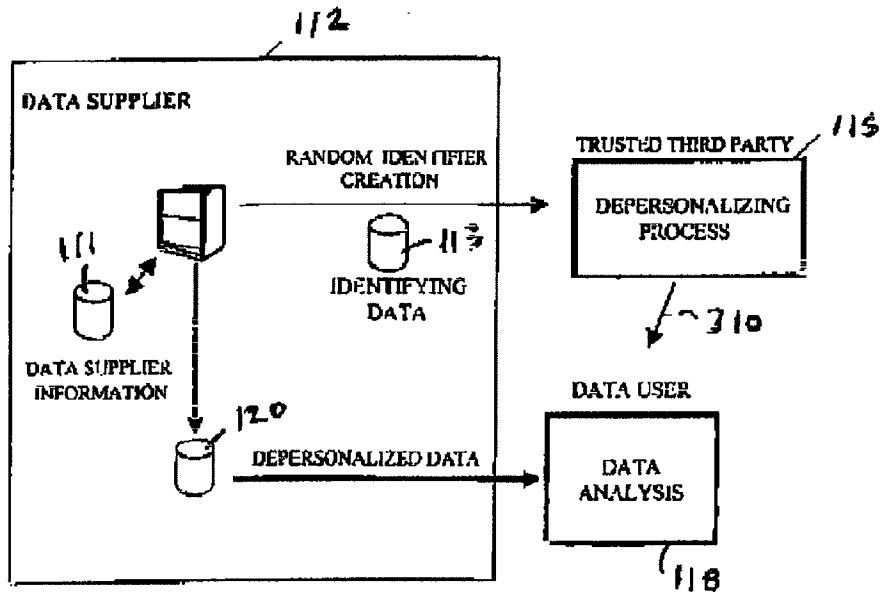 112
DATA SUPPLIER
RANDOM IDENTIFIER
CREATION
TRUSTED THIRD PARTY
115
DEPERSONALIZING
PROCESS
111
113
IDENTIFYING
DATA
310
DATA SUPPLIER
INFORMATION
DATA USER
120
DEPERSONALIZED DATA
DATA
ANALYSIS
118